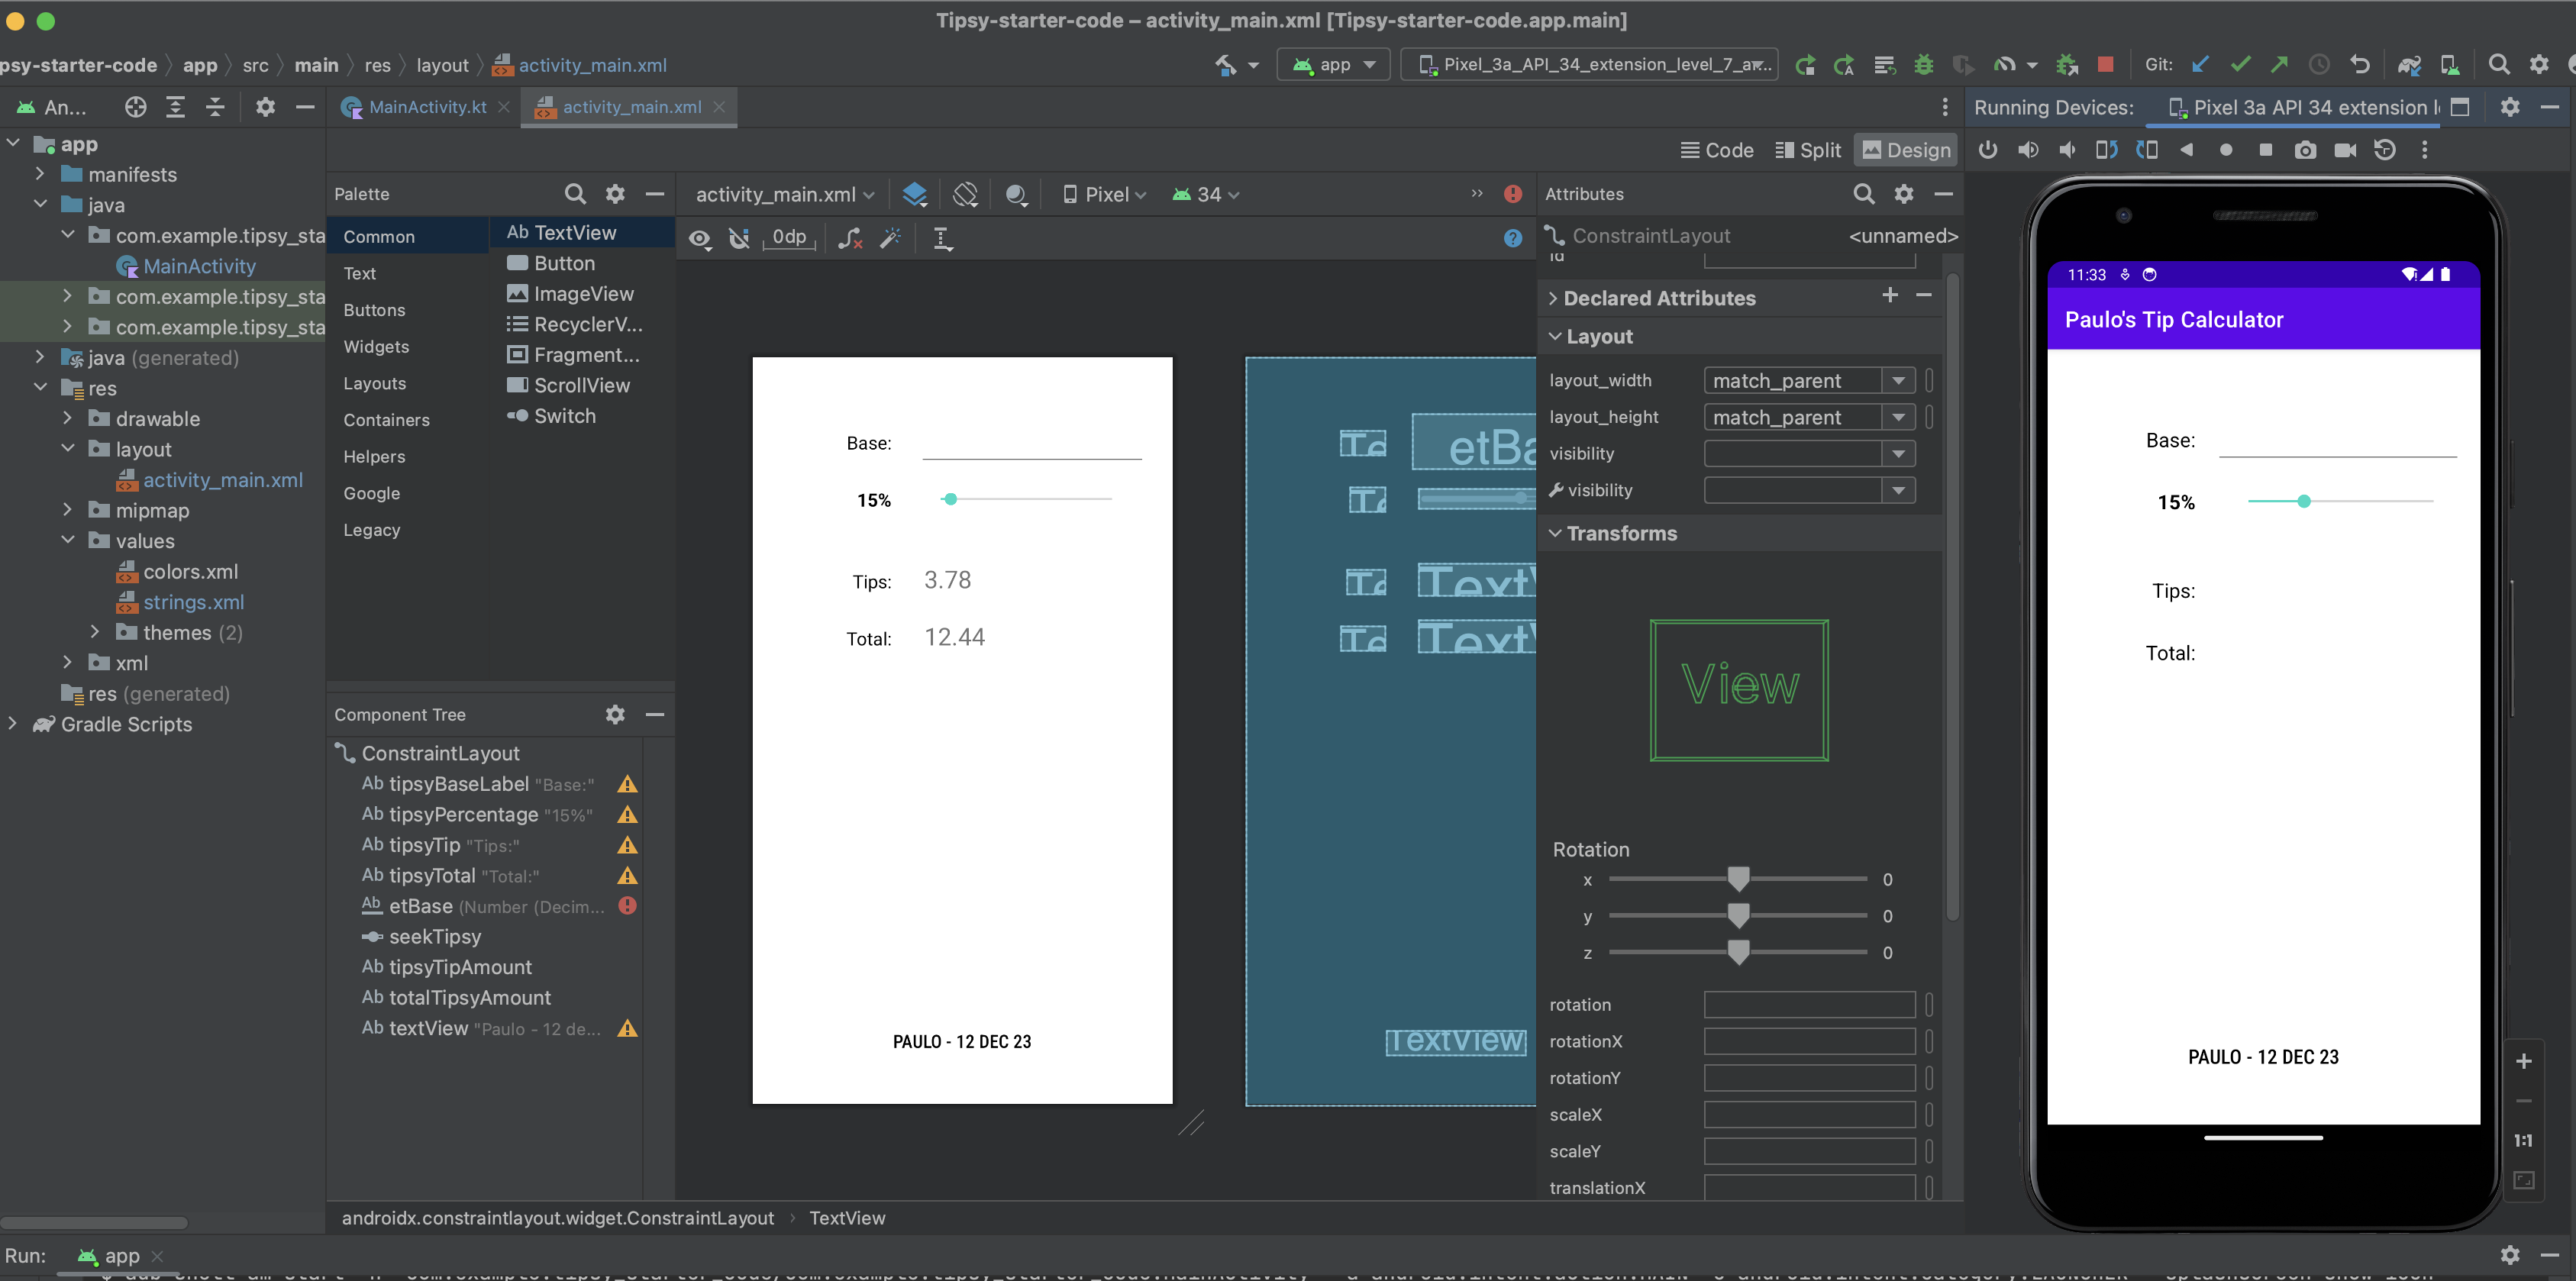 Tipsy-starter-code – activity_main.xml [Tipsy-starter-code.app.main]
psy-starter-code app src main res layout activity_main.xml
app Pixel_3a_API_34_extension_level_7_ar... Git:
An...
MainActivity.kt activity_main.xml
Running Devices: Pixel 3a API 34 extension
Code Split Design
app
manifests
java
com.example.tipsy_sta
MainActivity
com.example.tipsy_sta
com.example.tipsy_sta
java (generated)
res
drawable
layout
activity_main.xml
mipmap
values
colors.xml
strings.xml
themes (2)
xml
res (generated)
Gradle Scripts
Palette
Common
Text
Buttons
Widgets
Layouts
Containers
Helpers
Google
Legacy
Ab TextView
Button
ImageView
RecyclerV...
Fragment...
ScrollView
Switch
Component Tree
ConstraintLayout
Ab tipsyBaseLabel "Base:"
Ab tipsyPercentage "15%"
Ab tipsyTip "Tips:"
Ab tipsyTotal "Total:"
Ab etBase (Number (Decim...
seekTipsy
Ab tipsyTipAmount
Ab totalTipsyAmount
Ab textView "Paulo - 12 de...
activity_main.xml Pixel 34 »
0dp
Base:
15%
Tips: 3.78
Total: 12.44
PAULO - 12 DEC 23
etBa
TextV
TextV
TextView
Attributes
ConstraintLayout <unnamed>
id
Declared Attributes
Layout
layout_width match_parent
layout_height match_parent
visibility
visibility
Transforms
View
Rotation
x 0
y 0
z 0
rotation
rotationX
rotationY
scaleX
scaleY
translationX
11:33
Paulo's Tip Calculator
Base:
15%
Tips:
Total:
PAULO - 12 DEC 23
1:1
androidx.constraintlayout.widget.ConstraintLayout TextView
Run: app